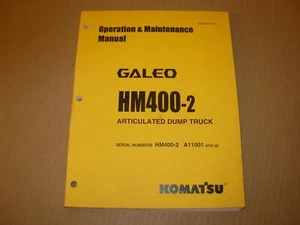 Operation & Maintenance
Manual
GALEO
HM400-2
ARTICULATED DUMP TRUCK
SERIAL NUMBERS HM400-2 A11001 and up
KOMATSU